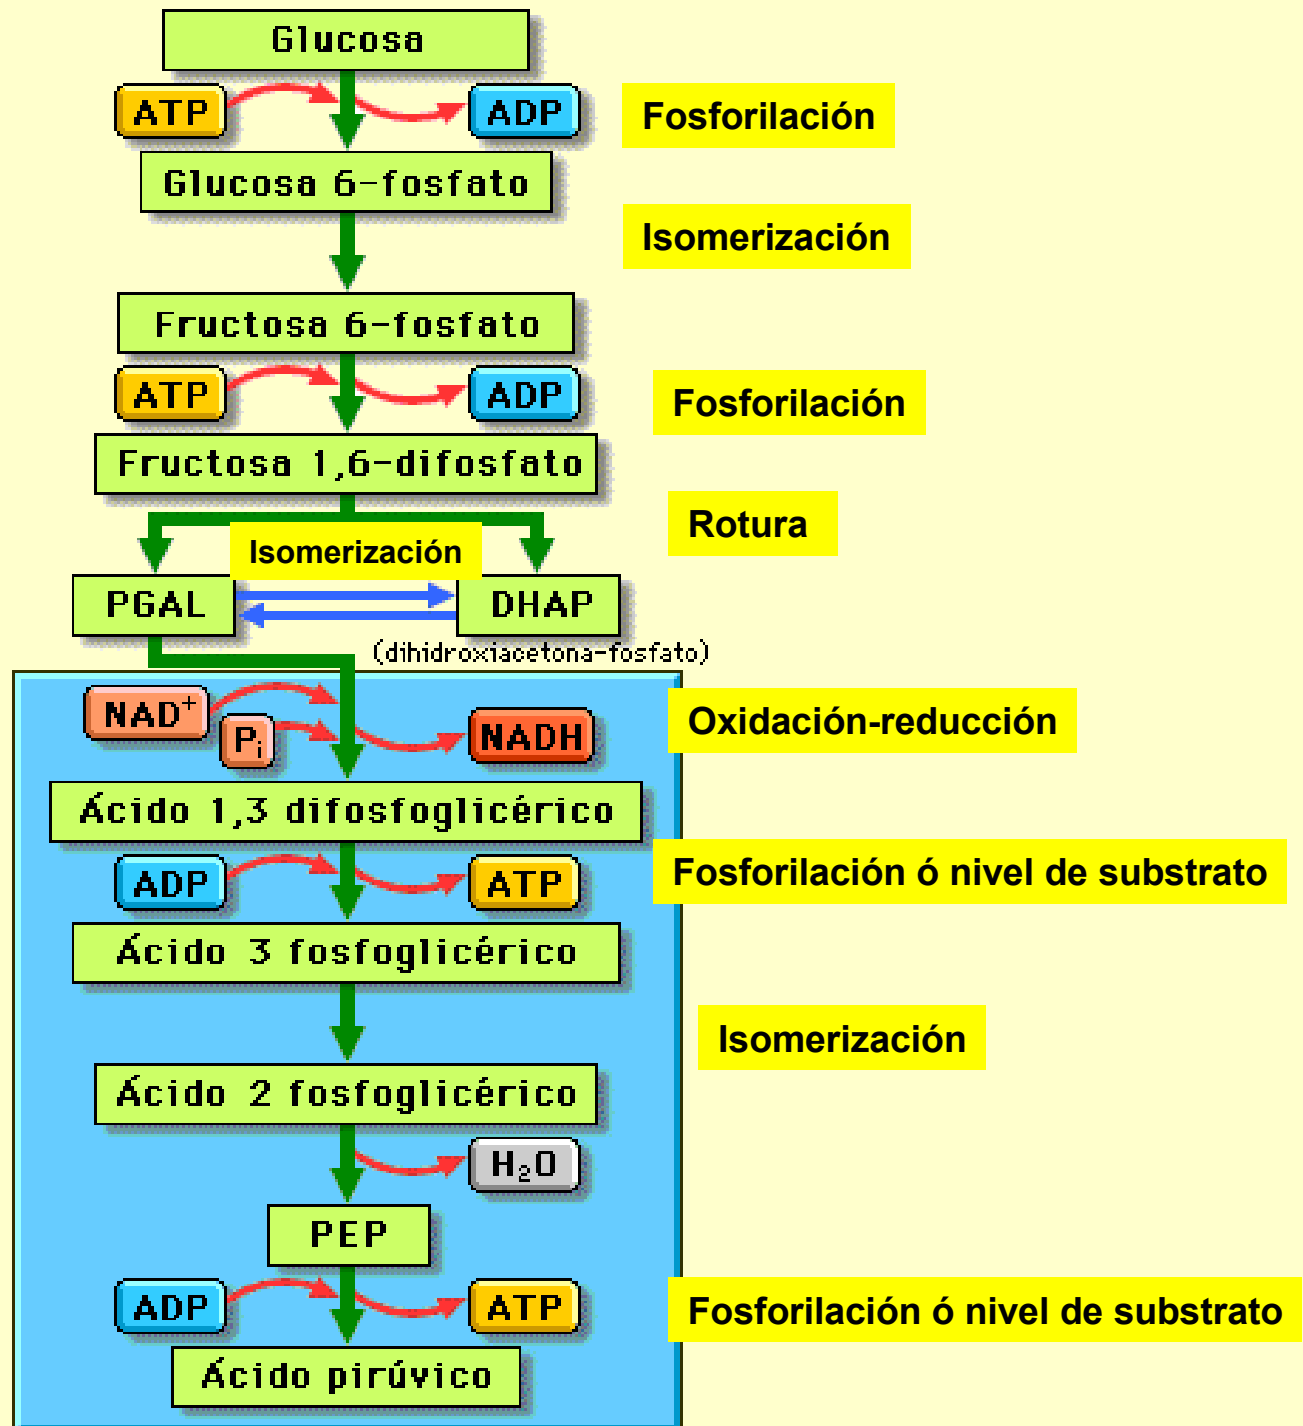 Glucosa
ATP
ADP
Fosforilación
Glucosa 6-fosfato
Isomerización
Fructosa 6-fosfato
ATP
ADP
Fosforilación
Fructosa 1,6-difosfato
Rotura
Isomerización
PGAL
DHAP
(dihidroxiacetona-fosfato)
NAD⁺
Pᵢ
NADH
Oxidación-reducción
Ácido 1,3 difosfoglicérico
ADP
ATP
Fosforilación ó nivel de substrato
Ácido 3 fosfoglicérico
Isomerización
Ácido 2 fosfoglicérico
H₂O
PEP
ADP
ATP
Fosforilación ó nivel de substrato
Ácido pirúvico